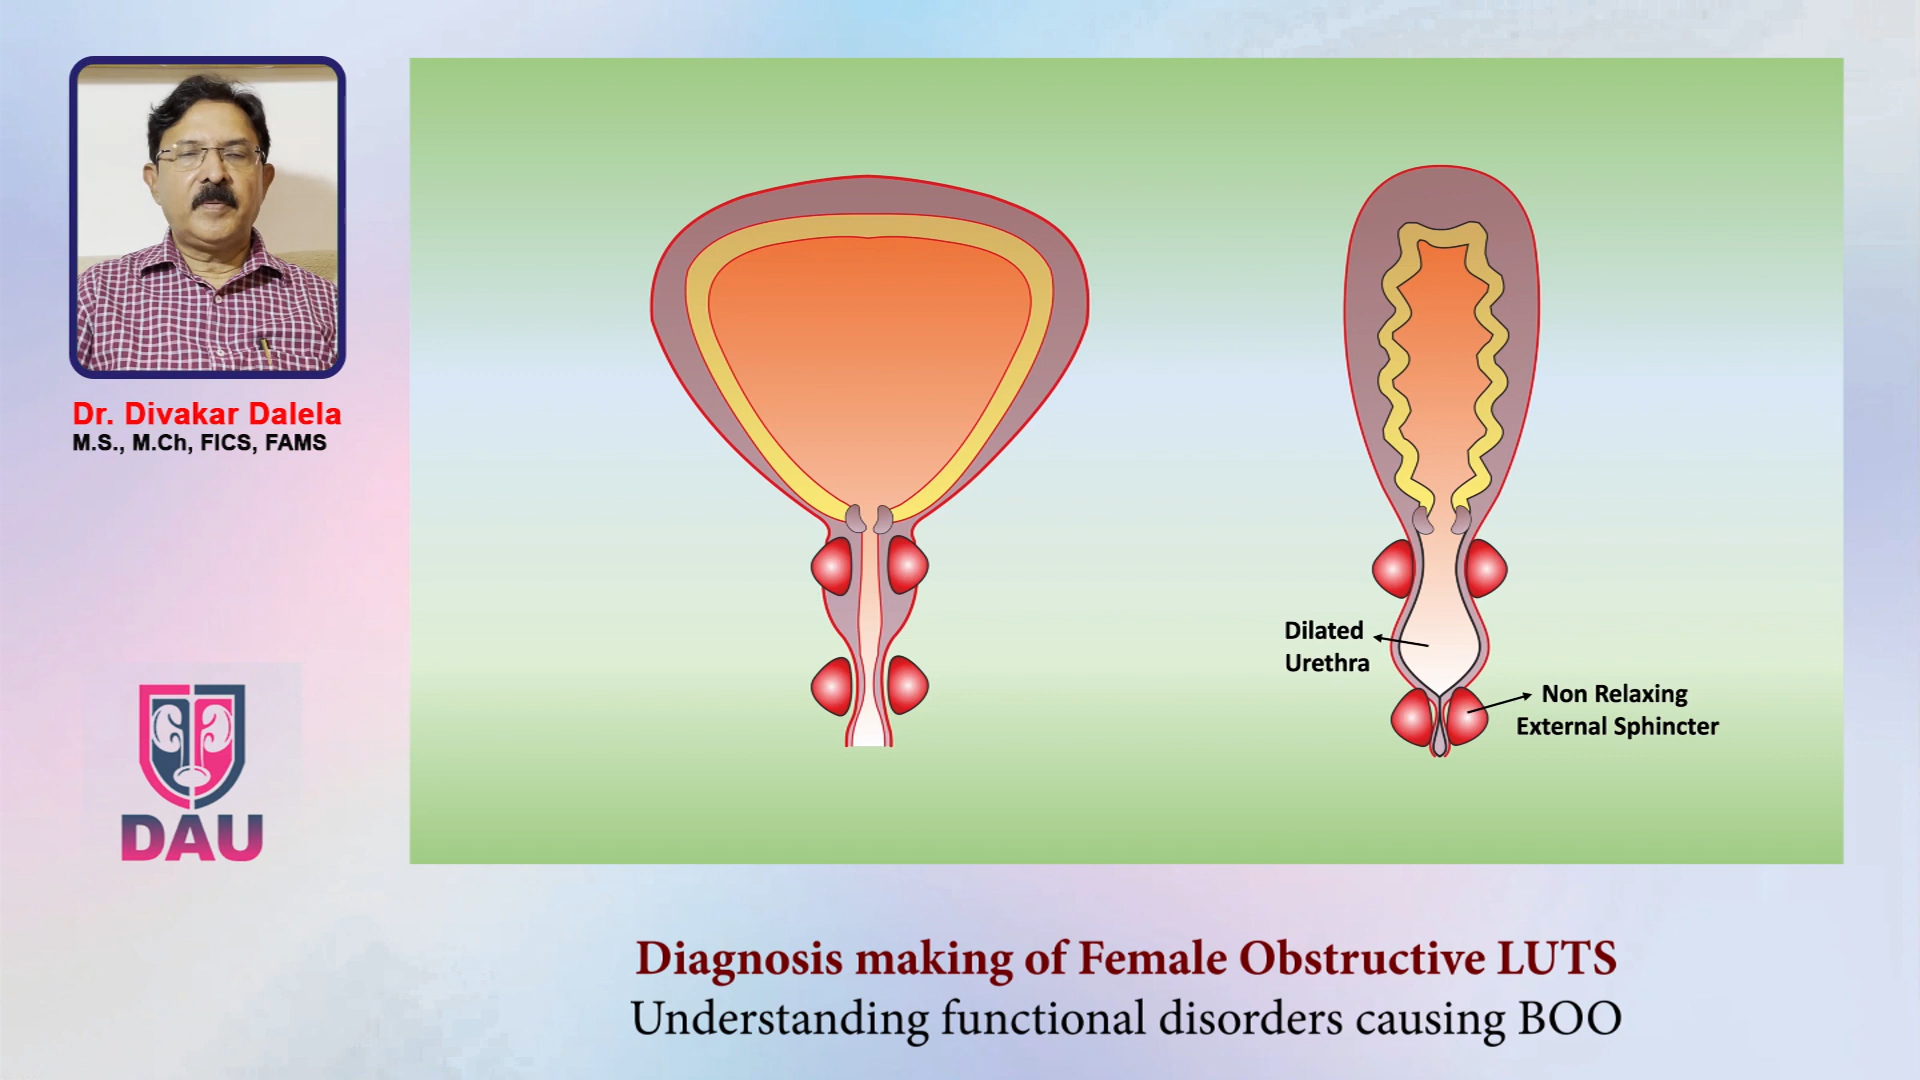 Dr. Divakar Dalela
M.S., M.Ch, FICS, FAMS
DAU
Dilated
Urethra
Non Relaxing
External Sphincter
Diagnosis making of Female Obstructive LUTS
Understanding functional disorders causing BOO